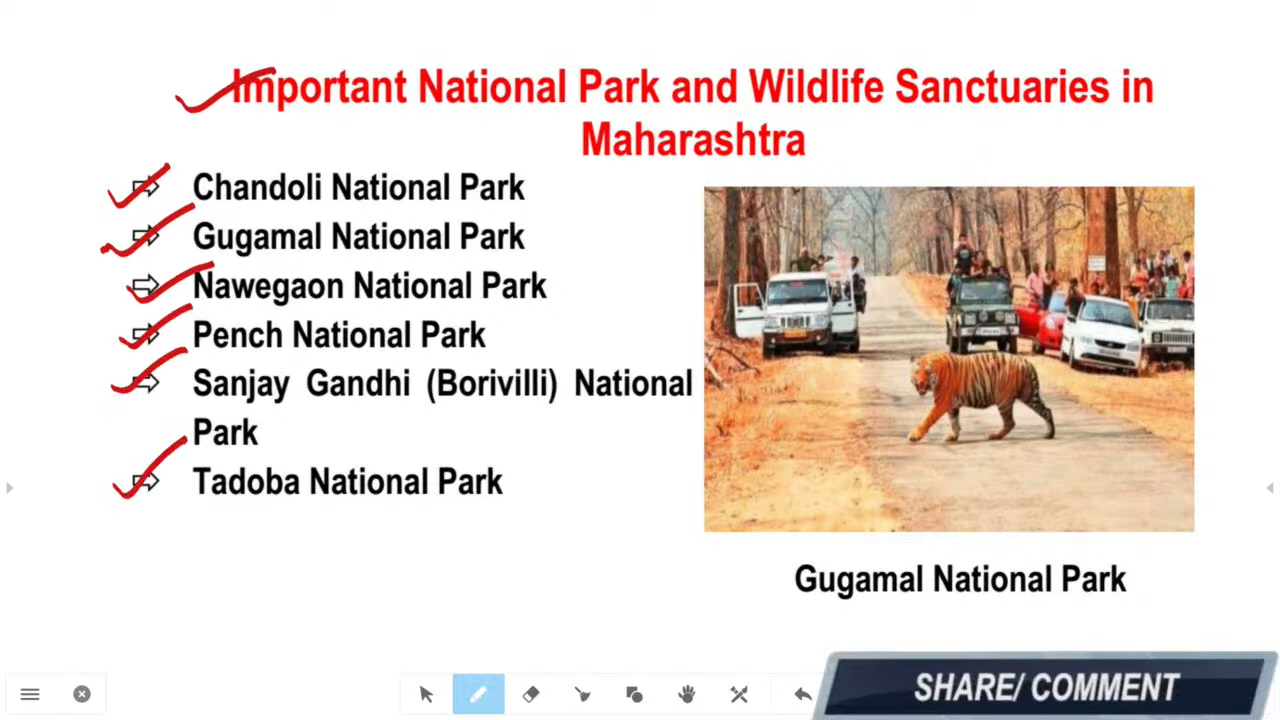 Important National Park and Wildlife Sanctuaries in
Maharashtra
Chandoli National Park
Gugamal National Park
Nawegaon National Park
Pench National Park
Sanjay Gandhi (Borivilli) National
Park
Tadoba National Park
Gugamal National Park
SHARE/ COMMENT